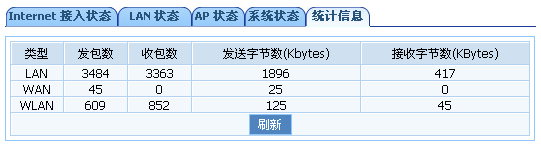 Internet 接入状态 LAN 状态 AP 状态 系统状态 统计信息
类型 发包数 收包数 发送字节数(Kbytes) 接收字节数(KBytes)
LAN 3484 3363 1896 417
WAN 45 0 25 0
WLAN 609 852 125 45
刷新